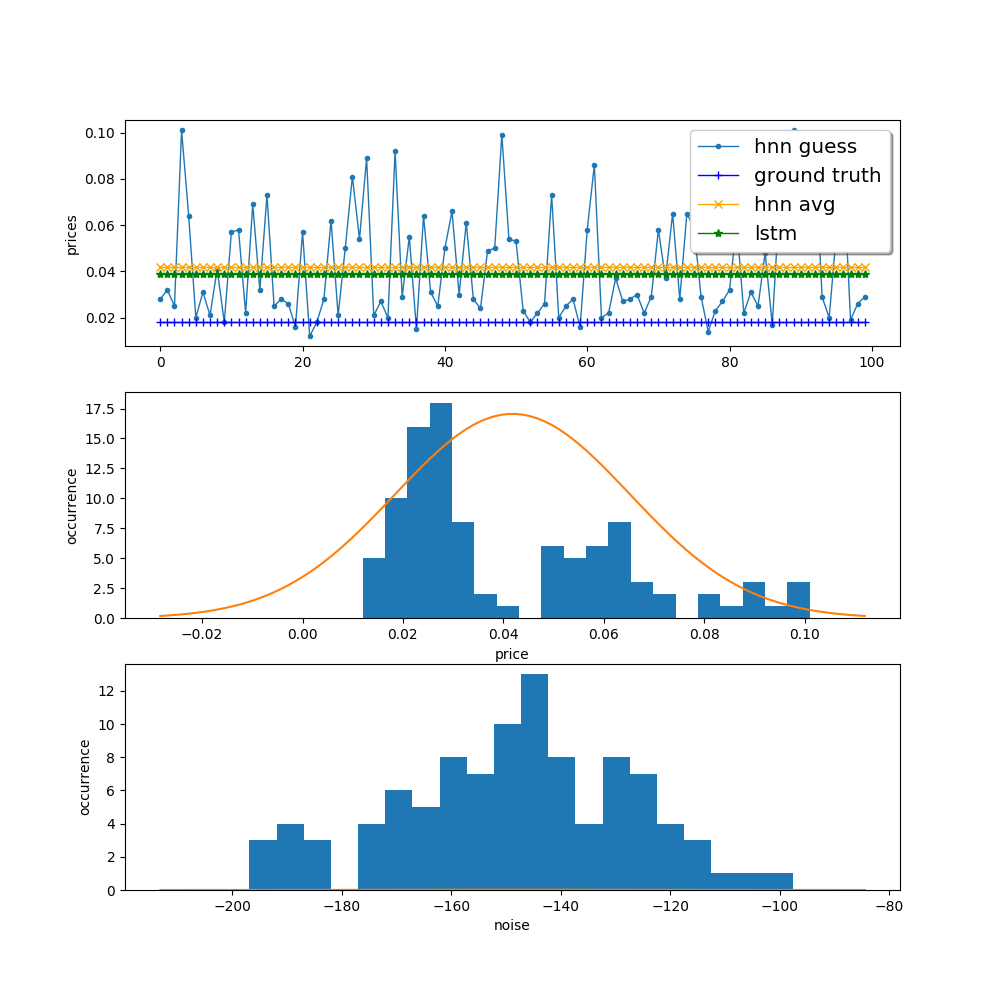 0.10
0.08
0.06
0.04
0.02
prices
hnn guess
ground truth
hnn avg
lstm
0 20 40 60 80 100
17.5
15.0
12.5
10.0
7.5
5.0
2.5
0.0
occurrence
−0.02 0.00 0.02 0.04 0.06 0.08 0.10
price
12
10
8
6
4
2
0
occurrence
−200 −180 −160 −140 −120 −100 −80
noise